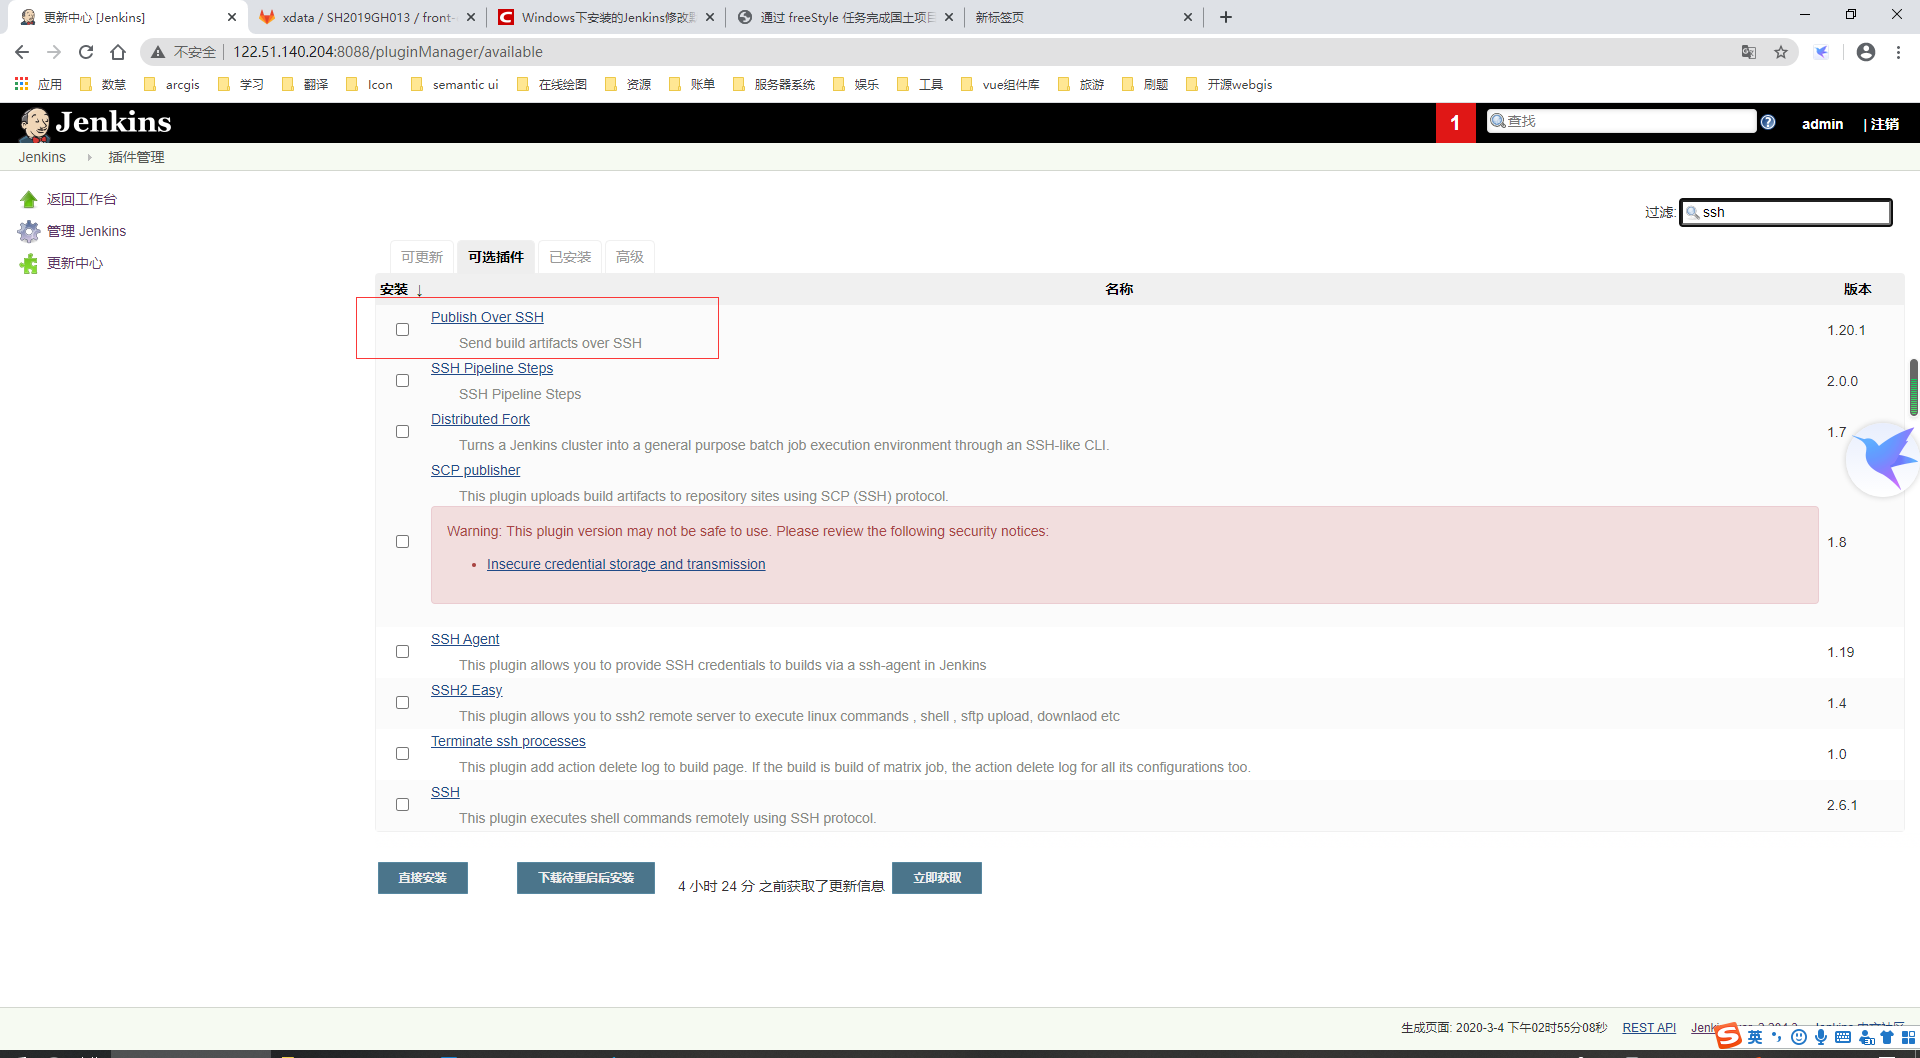 更新中心 [Jenkins]
xdata / SH2019GH013 / front-
Windows下安装的Jenkins修改默
通过 freeStyle 任务完成国土项目
新标签页
不安全
122.51.140.204:8088/pluginManager/available
应用
数慧
arcgis
学习
翻译
Icon
semantic ui
在线绘图
资源
账单
服务器系统
娱乐
工具
vue组件库
旅游
刷题
开源webgis
Jenkins
1
查找
admin
| 注销
Jenkins
插件管理
返回工作台
管理 Jenkins
更新中心
过滤:
ssh
可更新
可选插件
已安装
高级
安装 ↓
名称
版本
Publish Over SSH
Send build artifacts over SSH
1.20.1
SSH Pipeline Steps
SSH Pipeline Steps
2.0.0
Distributed Fork
Turns a Jenkins cluster into a general purpose batch job execution environment through an SSH-like CLI.
1.7
SCP publisher
This plugin uploads build artifacts to repository sites using SCP (SSH) protocol.
Warning: This plugin version may not be safe to use. Please review the following security notices:
• Insecure credential storage and transmission
1.8
SSH Agent
This plugin allows you to provide SSH credentials to builds via a ssh-agent in Jenkins
1.19
SSH2 Easy
This plugin allows you to ssh2 remote server to execute linux commands , shell , sftp upload, downlaod etc
1.4
Terminate ssh processes
This plugin add action delete log to build page. If the build is build of matrix job, the action delete log for all its configurations too.
1.0
SSH
This plugin executes shell commands remotely using SSH protocol.
2.6.1
直接安装
下载待重启后安装
4 小时 24 分 之前获取了更新信息
立即获取
生成页面: 2020-3-4 下午02时55分08秒
REST API
英